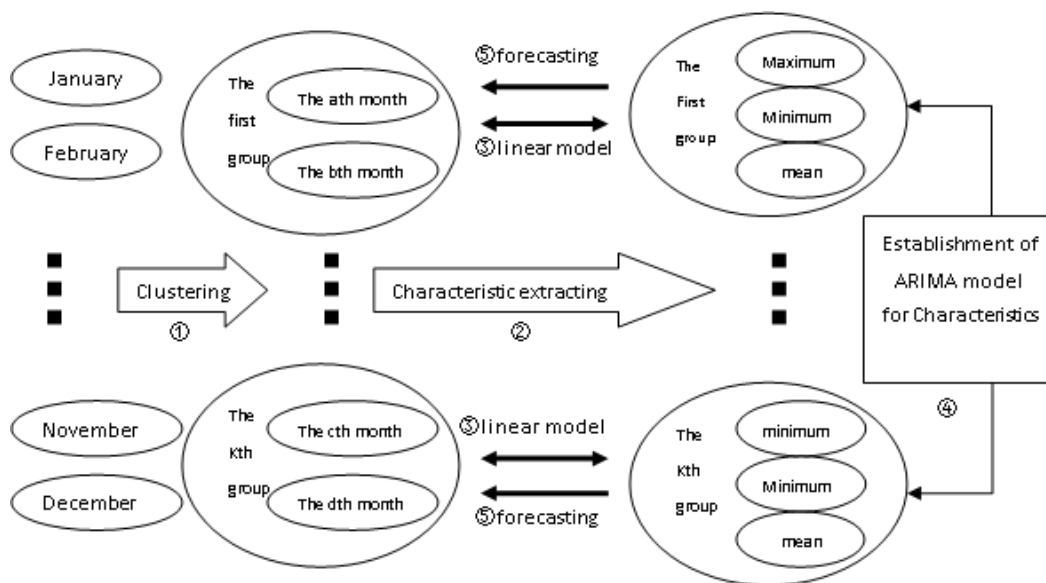 January
February
The
first
group
The ath month
The bth month
⑤forecasting
③linear model
The
First
group
Maximum
Minimum
mean
Clustering
①
Characteristic extracting
②
Establishment of
ARIMA model
for Characteristics
④
November
December
The
Kth
group
The cth month
The dth month
③linear model
⑤forecasting
The
Kth
group
minimum
Minimum
mean